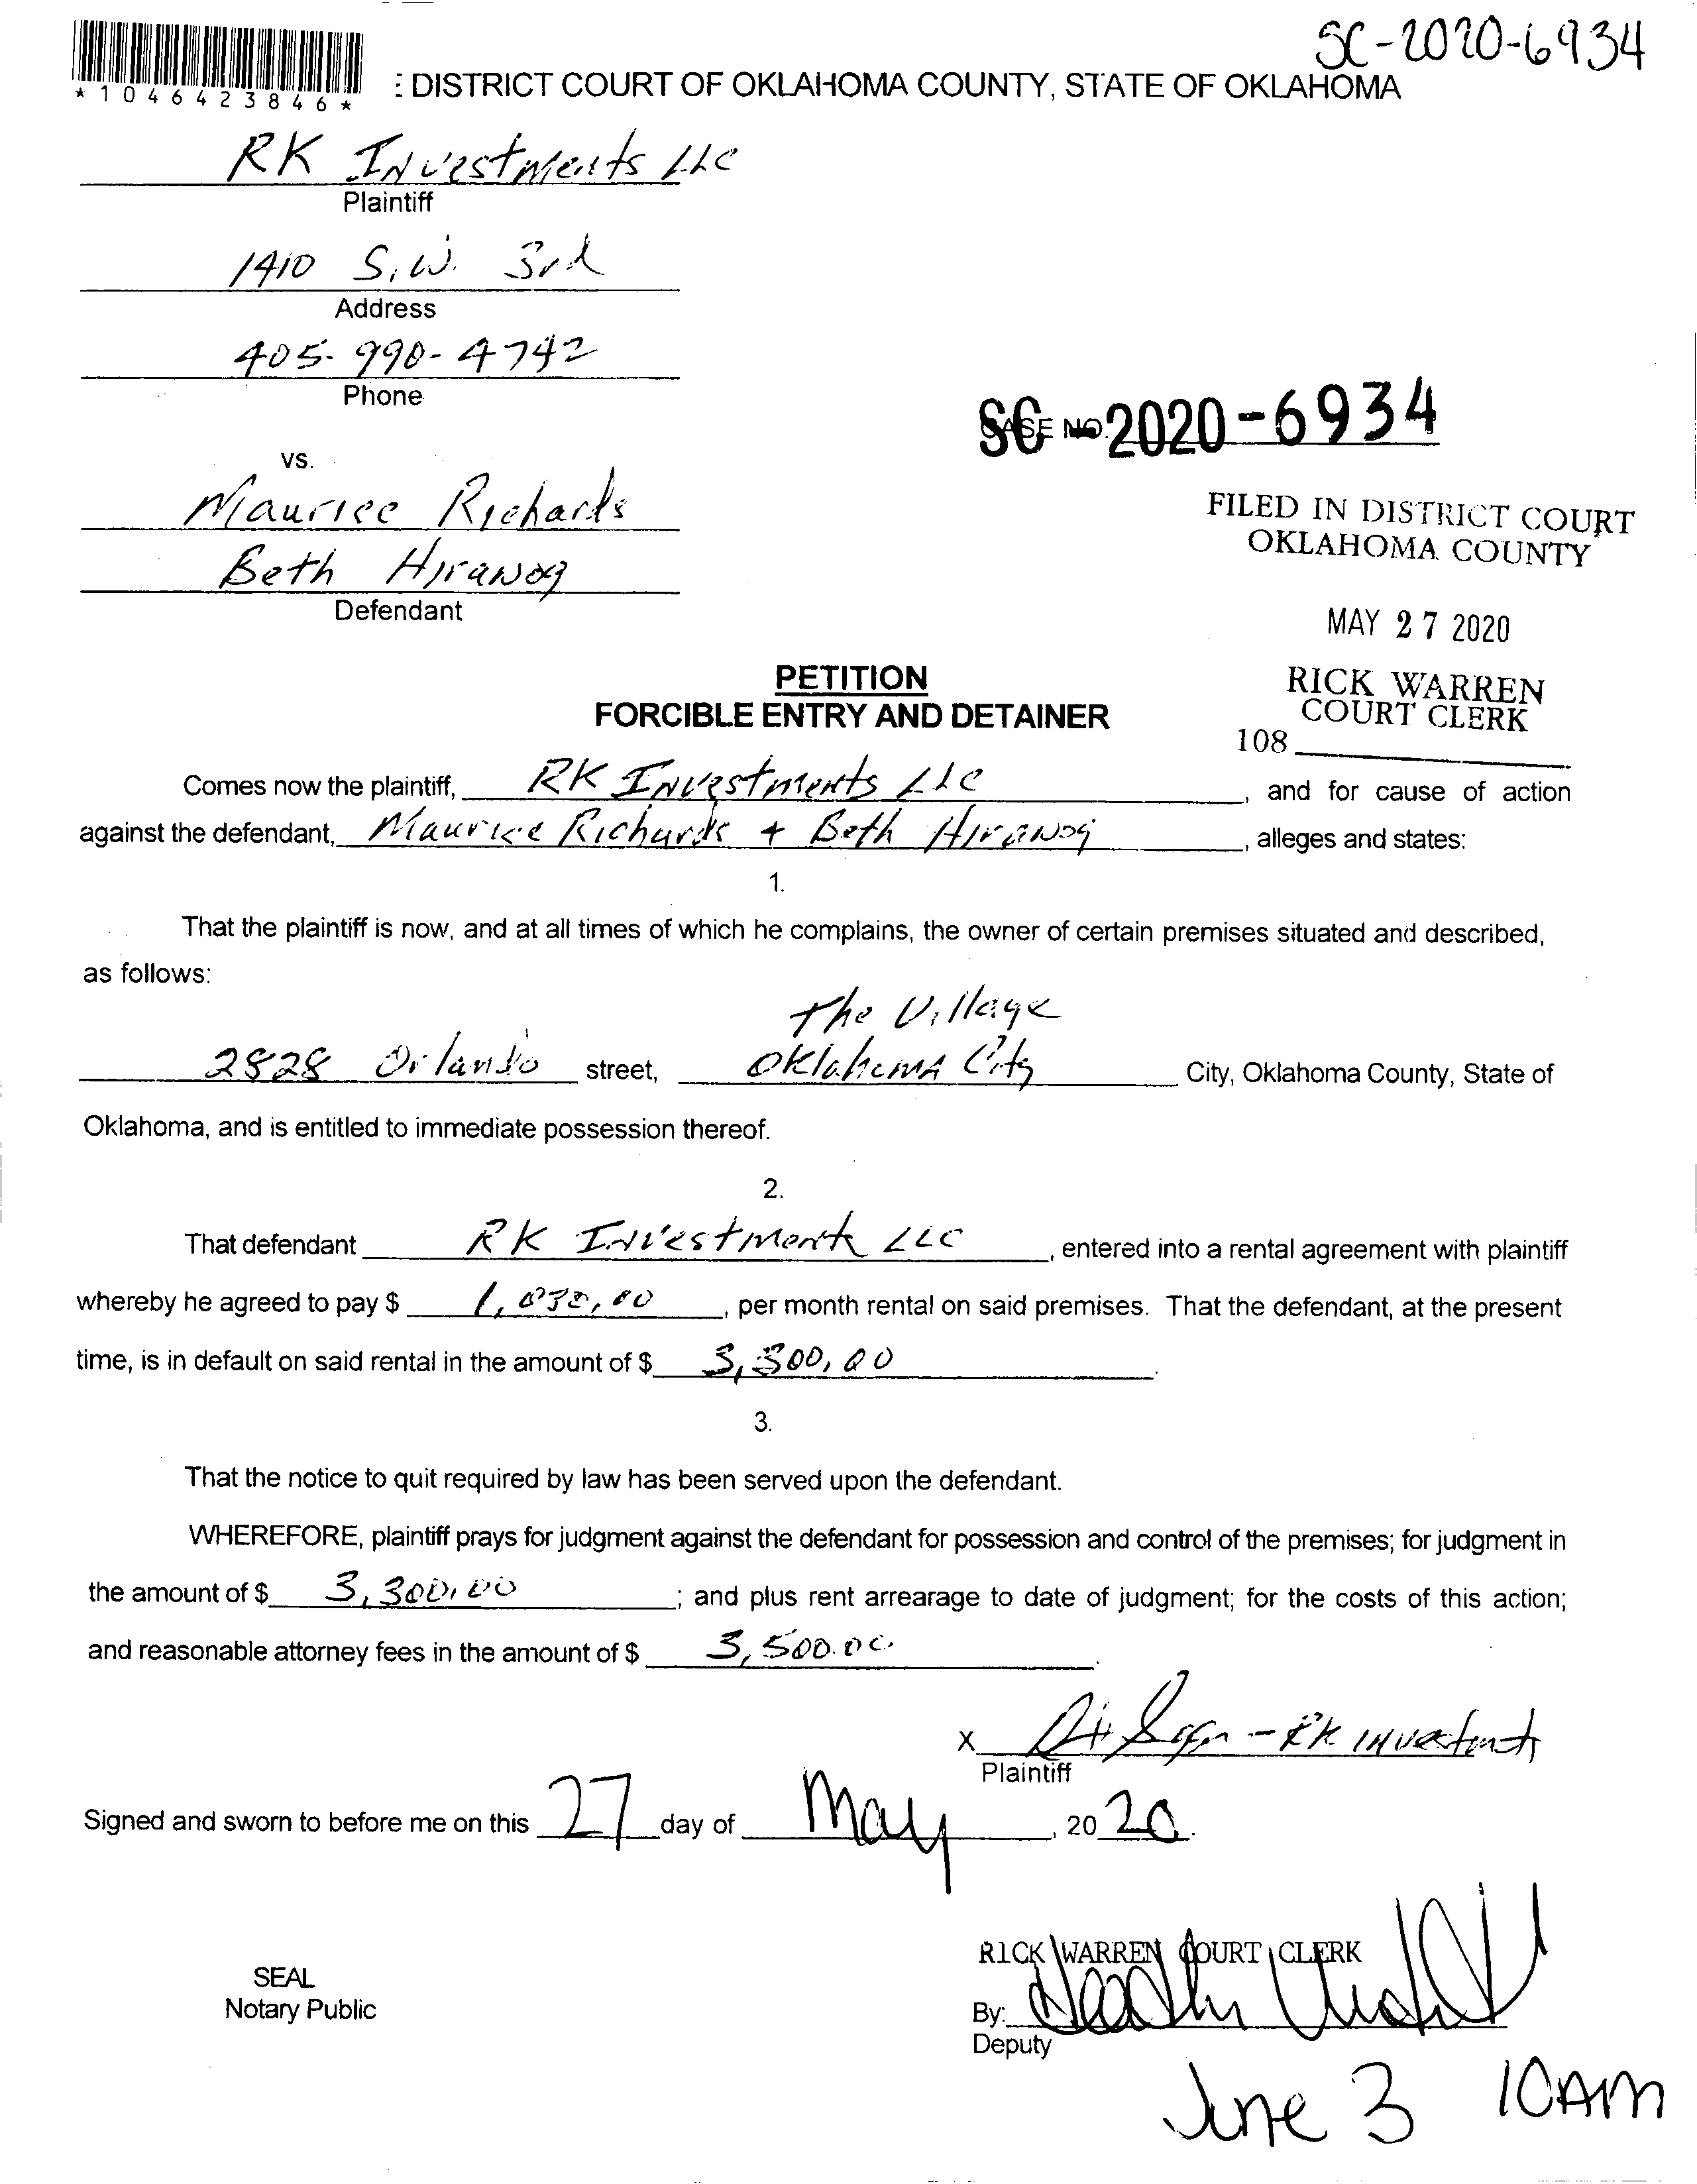 SC-2020-6934
*1046423846*
: DISTRICT COURT OF OKLAHOMA COUNTY, STATE OF OKLAHOMA
RK Investments LLC
Plaintiff
1410 S.W. 3rd
Address
405-990-4742
Phone
SC CASE NO. 2020-6934
vs.
Maurice Richards
FILED IN DISTRICT COURT
OKLAHOMA COUNTY
Beth
Defendant
MAY 27 2020
PETITION
RICK WARREN
COURT CLERK
FORCIBLE ENTRY AND DETAINER
108
Comes now the plaintiff, RK Investments LLC, and for cause of action
against the defendant, Maurice Richards + Beth , alleges and states:
1.
That the plaintiff is now, and at all times of which he complains, the owner of certain premises situated and described,
as follows:
The Village
2828 Orlando street, Oklahoma City City, Oklahoma County, State of
Oklahoma, and is entitled to immediate possession thereof.
2.
That defendant RK Investments LLC, entered into a rental agreement with plaintiff
whereby he agreed to pay $ , per month rental on said premises. That the defendant, at the present
time, is in default on said rental in the amount of $ 3,300.00.
3.
That the notice to quit required by law has been served upon the defendant.
WHEREFORE, plaintiff prays for judgment against the defendant for possession and control of the premises; for judgment in
the amount of $ 3,300.00; and plus rent arrearage to date of judgment; for the costs of this action;
and reasonable attorney fees in the amount of $ 3,500.00.
X - RK Investments
Plaintiff
Signed and sworn to before me on this 27 day of May, 2020.
RICK WARREN COURT CLERK
SEAL
Notary Public
By:
Deputy
June 3 10AM